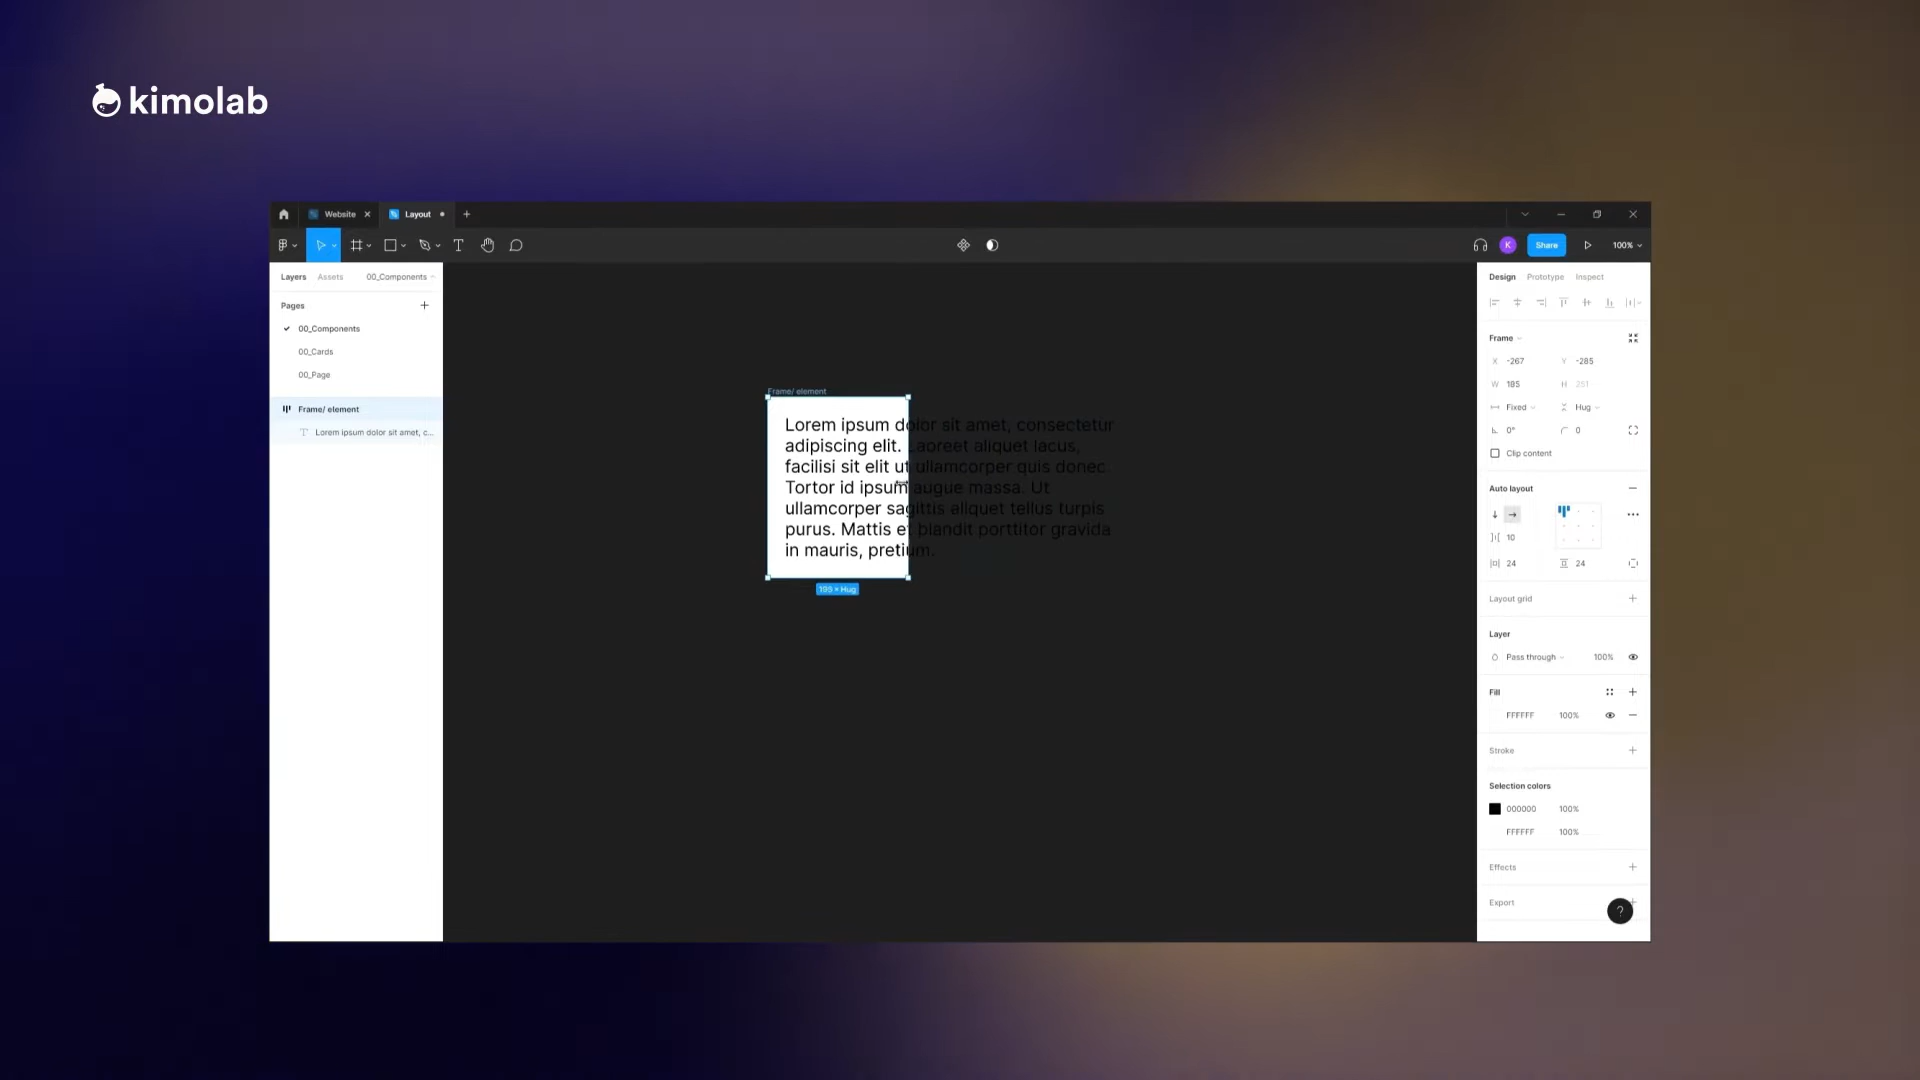 kimolab
Website
Layout
K
Share
100%
Layers
Assets
00_Components
Pages
00_Components
00_Cards
00_Page
Frame/ element
Lorem ipsum dolor sit amet, c...
Frame/ element
Lorem ipsum dolor sit amet, consectetur
adipiscing elit. Laoreet aliquet lacus,
facilisi sit elit ut ullamcorper quis donec.
Tortor id ipsum augue massa. Ut
ullamcorper sagittis aliquet tellus turpis
purus. Mattis et blandit porttitor gravida
in mauris, pretium.
199 × Hug
Design
Prototype
Inspect
Frame
X -267
Y -285
W 185
H 251
Fixed
Hug
0°
0
Clip content
Auto layout
10
24
24
Layout grid
Layer
Pass through
100%
Fill
FFFFFF
100%
Stroke
Selection colors
000000
100%
FFFFFF
100%
Effects
Export
?